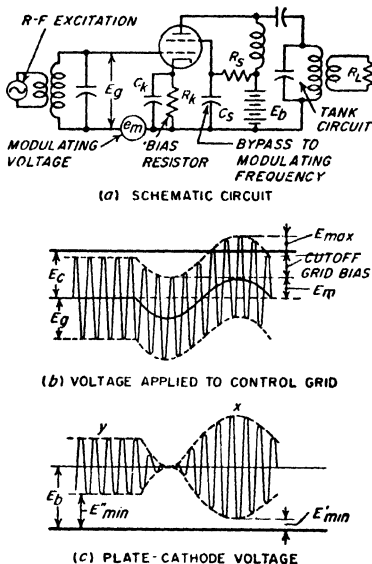 R-F EXCITATION
Eg
em
Ck
Rk
Cs
Rs
Eb
RL
TANK
CIRCUIT
MODULATING
VOLTAGE
BIAS
RESISTOR
BYPASS TO
MODULATING
FREQUENCY
(a) SCHEMATIC CIRCUIT
Ec
Eg
Emax
CUTOFF
GRID BIAS
Em
(b) VOLTAGE APPLIED TO CONTROL GRID
y
x
Eb
E"min
E'min
(c) PLATE-CATHODE VOLTAGE